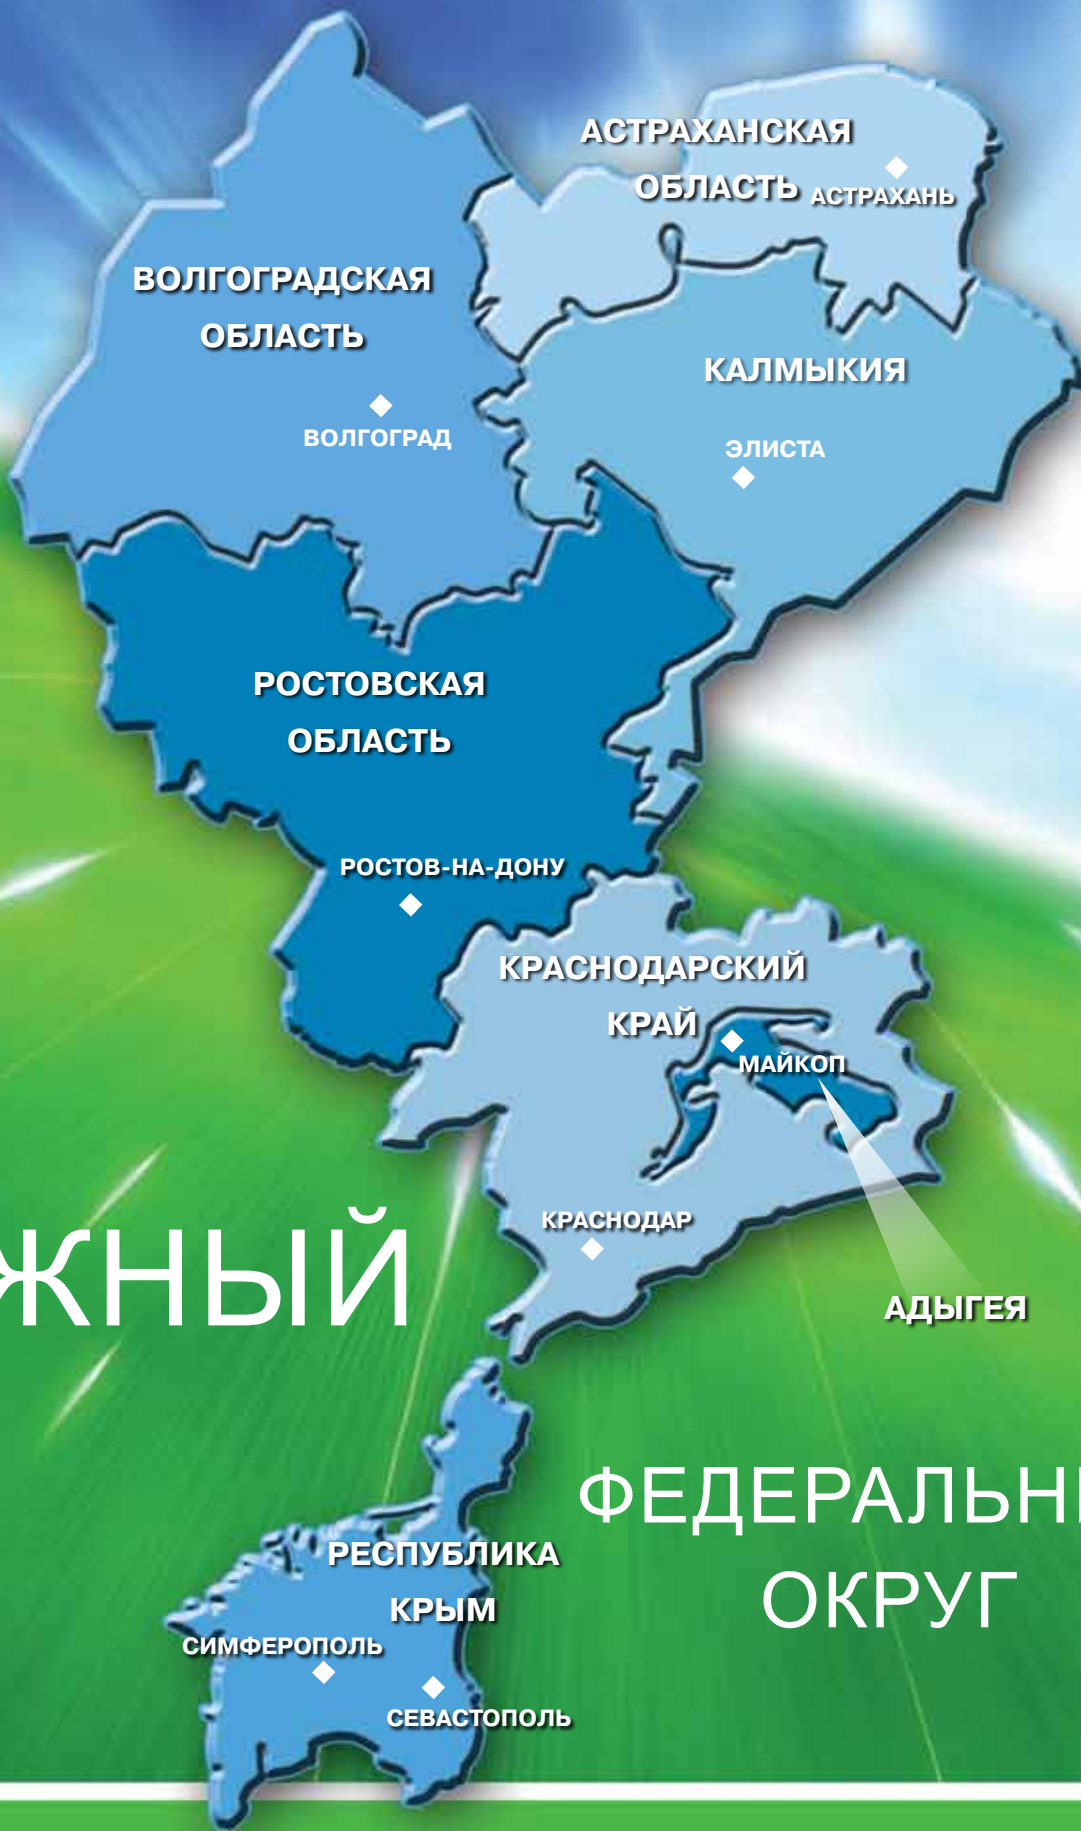 АСТРАХАНСКАЯ
ОБЛАСТЬ
АСТРАХАНЬ
ВОЛГОГРАДСКАЯ
ОБЛАСТЬ
ВОЛГОГРАД
КАЛМЫКИЯ
ЭЛИСТА
РОСТОВСКАЯ
ОБЛАСТЬ
РОСТОВ-НА-ДОНУ
КРАСНОДАРСКИЙ
КРАЙ
МАЙКОП
КРАСНОДАР
АДЫГЕЯ
ЖНЫЙ
ФЕДЕРАЛЬН
ОКРУГ
РЕСПУБЛИКА
КРЫМ
СИМФЕРОПОЛЬ
СЕВАСТОПОЛЬ